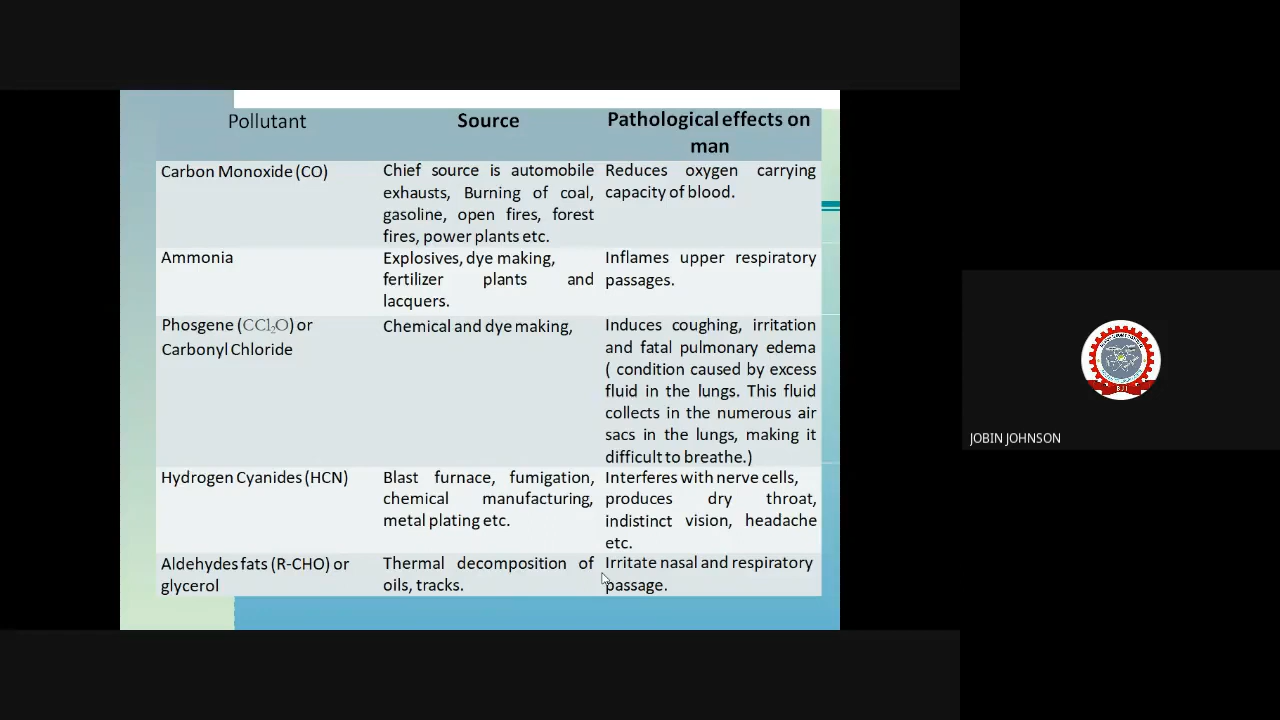 Pollutant
Source
Pathological effects on
man
Carbon Monoxide (CO)
Chief source is automobile
exhausts, Burning of coal,
gasoline, open fires, forest
fires, power plants etc.
Reduces oxygen carrying
capacity of blood.
Ammonia
Explosives, dye making,
fertilizer plants and
lacquers.
Inflames upper respiratory
passages.
Phosgene (CCl₂O) or
Carbonyl Chloride
Chemical and dye making,
Induces coughing, irritation
and fatal pulmonary edema
( condition caused by excess
fluid in the lungs. This fluid
collects in the numerous air
sacs in the lungs, making it
difficult to breathe.)
Hydrogen Cyanides (HCN)
Blast furnace, fumigation,
chemical manufacturing,
metal plating etc.
Interferes with nerve cells,
produces dry throat,
indistinct vision, headache
etc.
Aldehydes fats (R-CHO) or
glycerol
Thermal decomposition of
oils, tracks.
Irritate nasal and respiratory
passage.
JOBIN JOHNSON